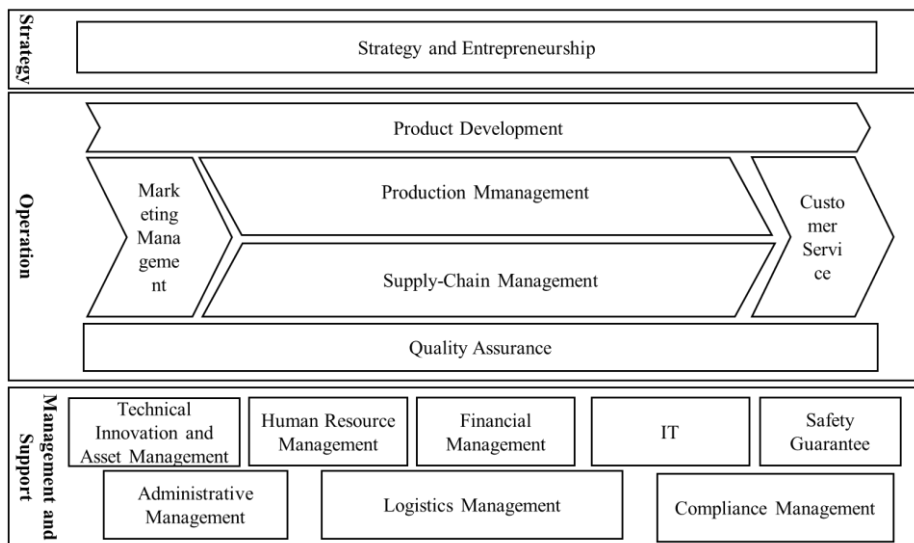 Strategy
Strategy and Entrepreneurship
Operation
Product Development
Mark
eting
Mana
geme
nt
Production Mmanagement
Supply-Chain Management
Custo
mer
Servi
ce
Quality Assurance
Management and
Support
Technical
Innovation and
Asset Management
Human Resource
Management
Financial
Management
IT
Safety
Guarantee
Administrative
Management
Logistics Management
Compliance Management